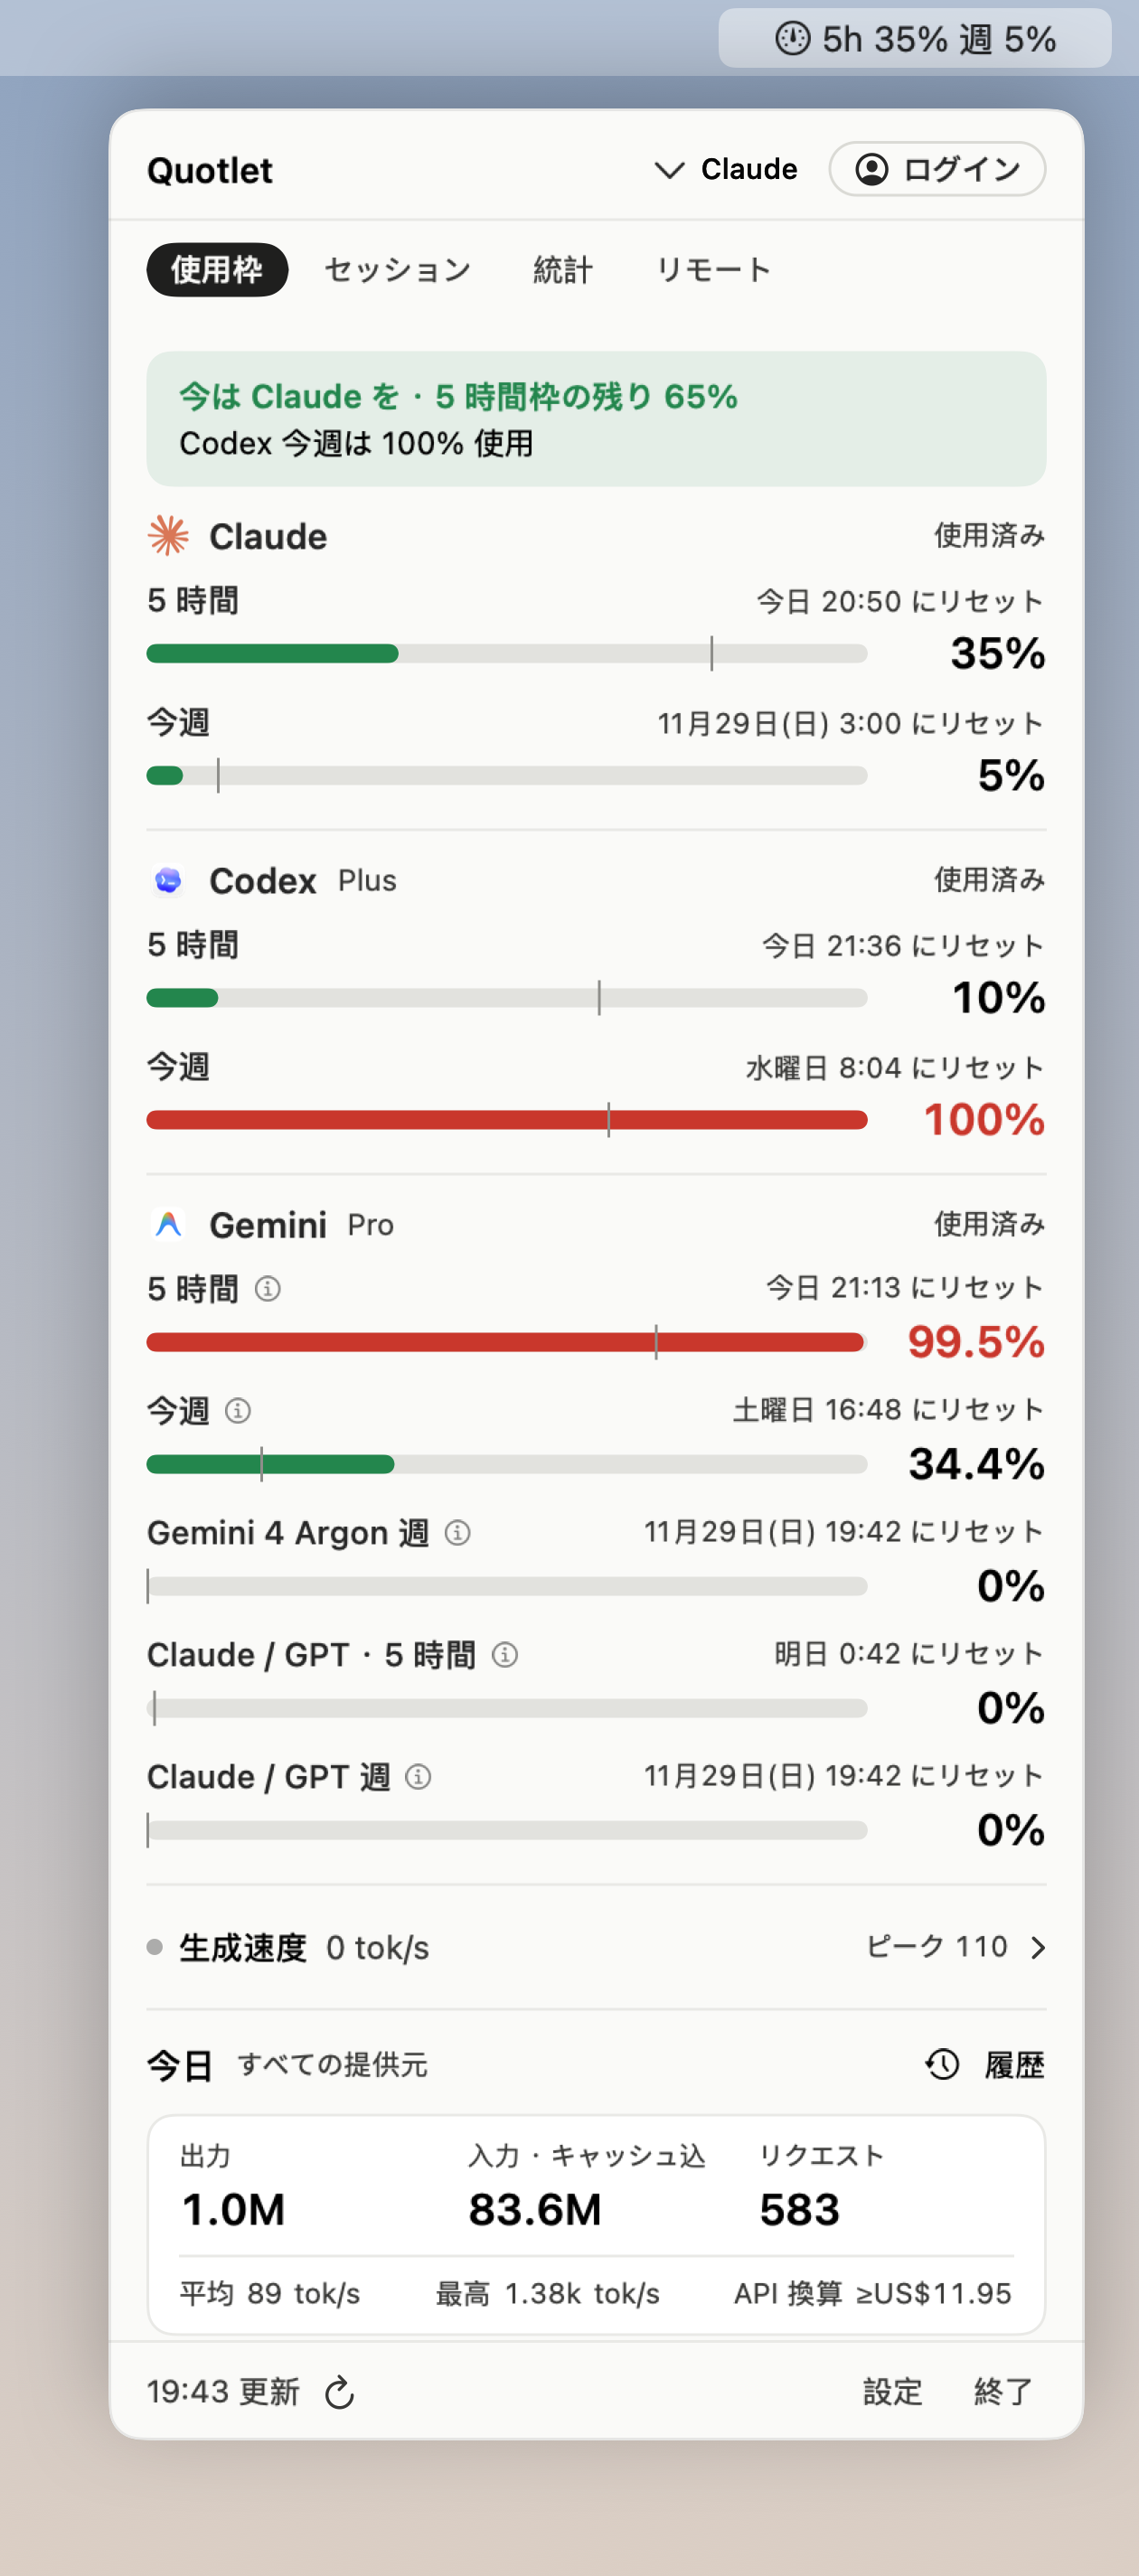 5h 35% 週 5%
Quotlet
Claude
ログイン
使用枠 セッション 統計 リモート
今は Claude を · 5 時間枠の残り 65%
Codex 今週は 100% 使用
Claude 使用済み
5 時間 今日 20:50 にリセット
35%
今週 11月29日(日) 3:00 にリセット
5%
Codex Plus 使用済み
5 時間 今日 21:36 にリセット
10%
今週 水曜日 8:04 にリセット
100%
Gemini Pro 使用済み
5 時間 今日 21:13 にリセット
99.5%
今週 土曜日 16:48 にリセット
34.4%
Gemini 4 Argon 週 11月29日(日) 19:42 にリセット
0%
Claude / GPT · 5 時間 明日 0:42 にリセット
0%
Claude / GPT 週 11月29日(日) 19:42 にリセット
0%
生成速度 0 tok/s ピーク 110
今日 すべての提供元 履歴
出力 入力 · キャッシュ込 リクエスト
1.0M 83.6M 583
平均 89 tok/s 最高 1.38k tok/s API 換算 ≥US$11.95
19:43 更新 設定 終了